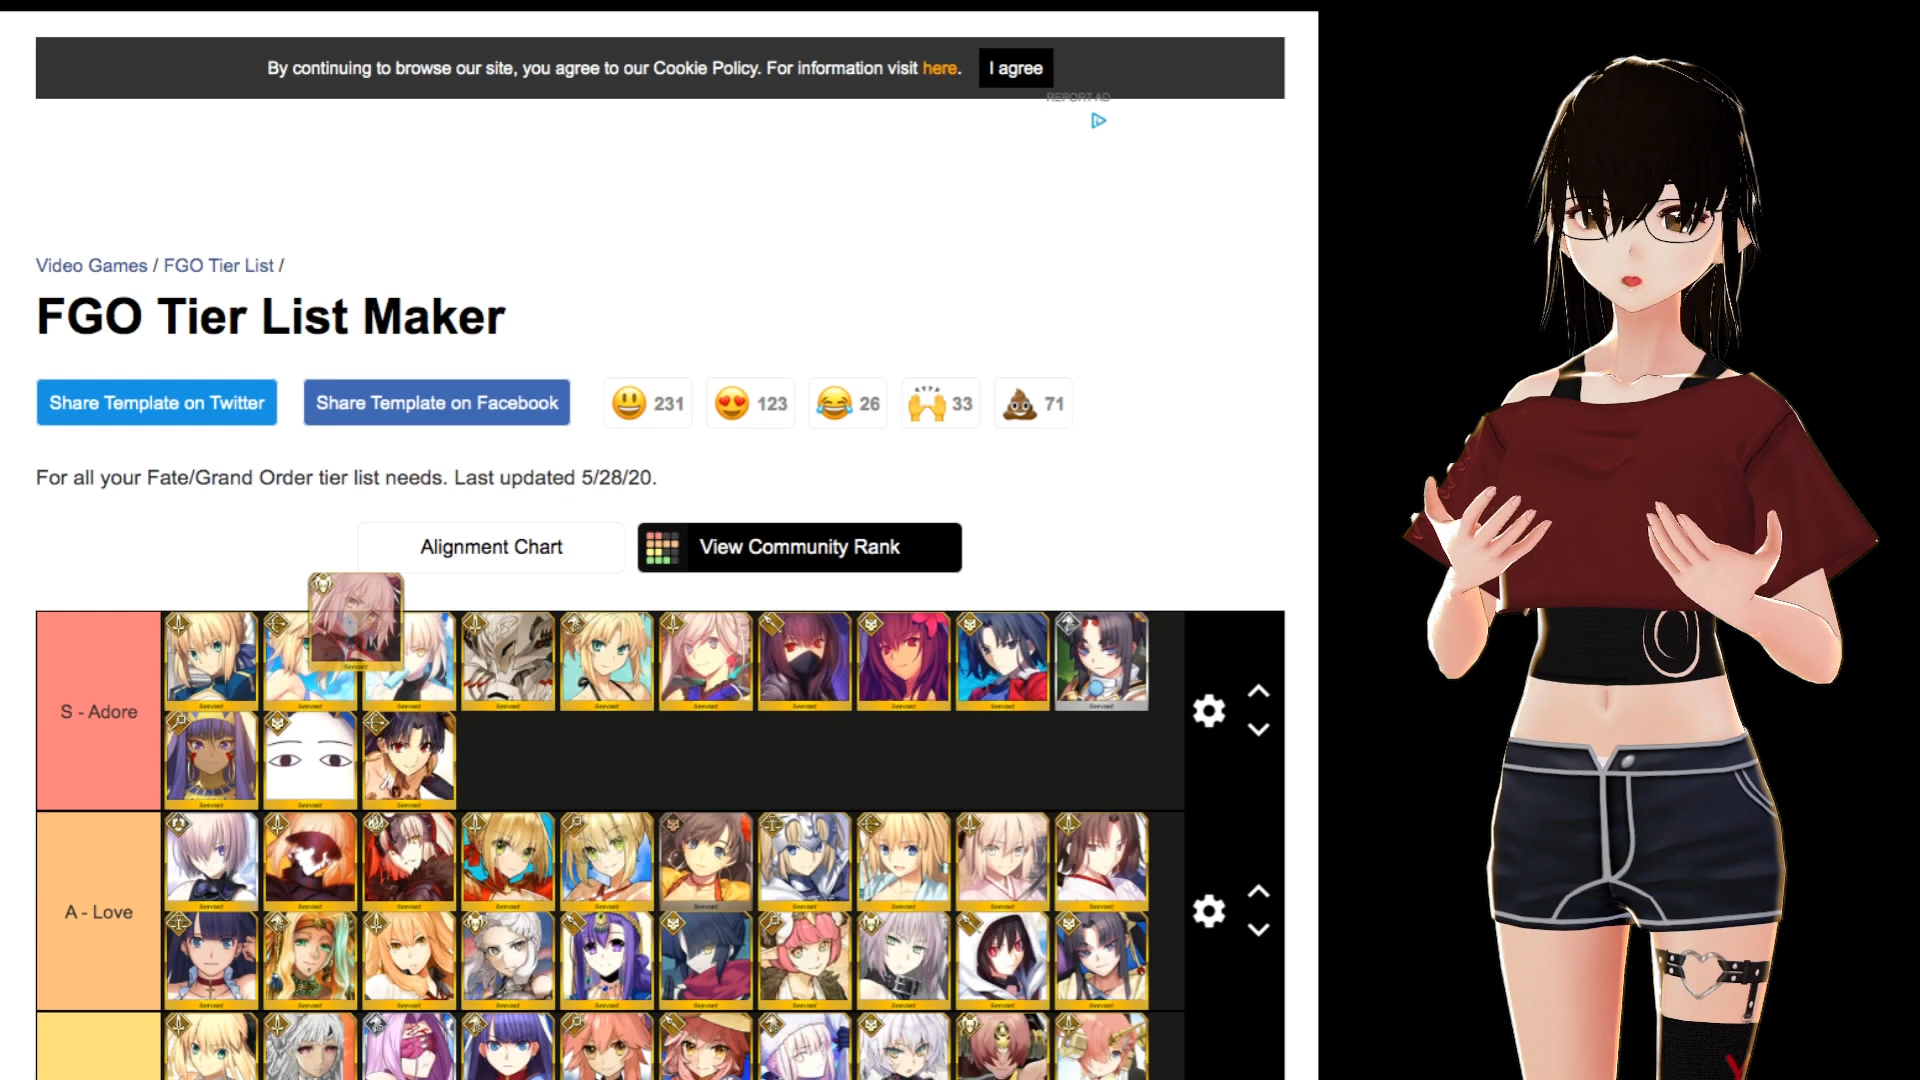 By continuing to browse our site, you agree to our Cookie Policy. For information visit here.
I agree
REPORT AD
Video Games / FGO Tier List /
FGO Tier List Maker
Share Template on Twitter
Share Template on Facebook
231
123
26
33
71
For all your Fate/Grand Order tier list needs. Last updated 5/28/20.
Alignment Chart
View Community Rank
S - Adore
A - Love